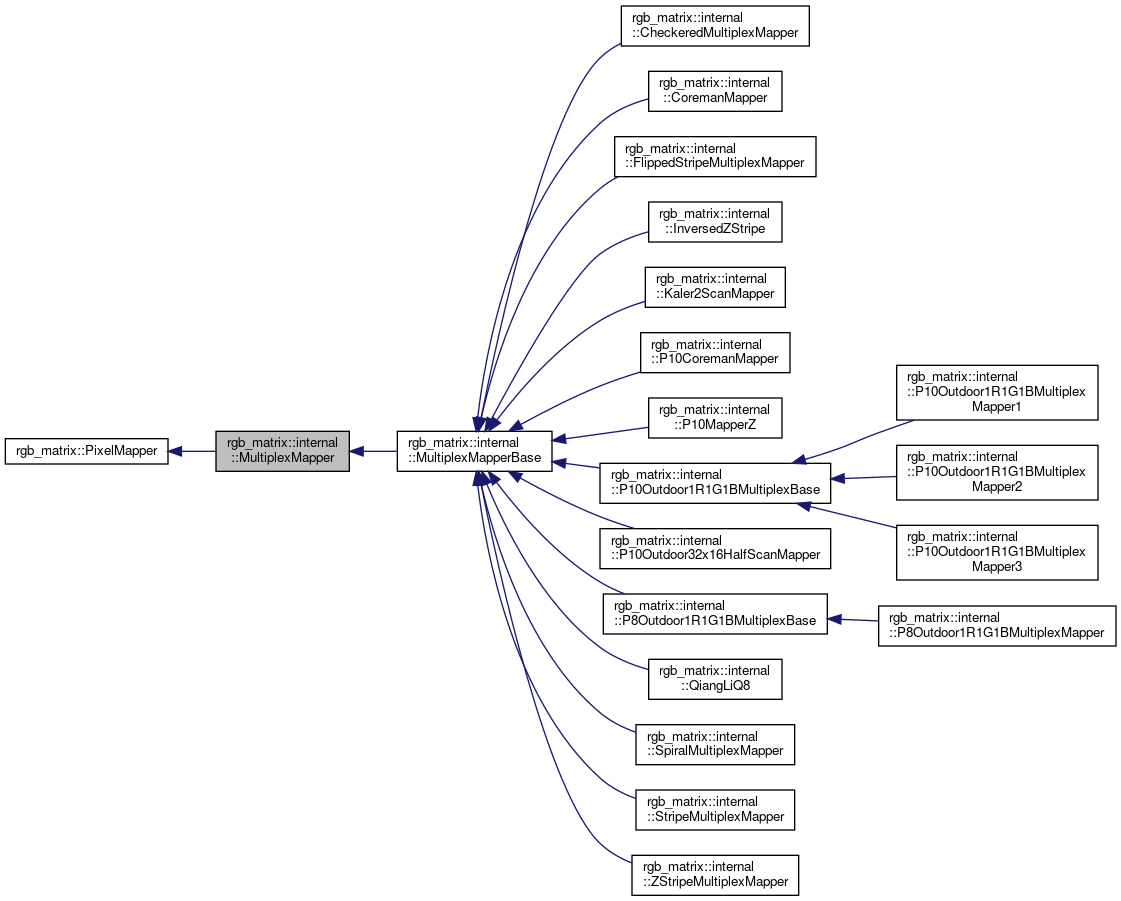 rgb_matrix::PixelMapper
rgb_matrix::internal
::MultiplexMapper
rgb_matrix::internal
::MultiplexMapperBase
rgb_matrix::internal
::CheckeredMultiplexMapper
rgb_matrix::internal
::CoremanMapper
rgb_matrix::internal
::FlippedStripeMultiplexMapper
rgb_matrix::internal
::InversedZStripe
rgb_matrix::internal
::Kaler2ScanMapper
rgb_matrix::internal
::P10CoremanMapper
rgb_matrix::internal
::P10MapperZ
rgb_matrix::internal
::P10Outdoor1R1G1BMultiplexBase
rgb_matrix::internal
::P10Outdoor32x16HalfScanMapper
rgb_matrix::internal
::P8Outdoor1R1G1BMultiplexBase
rgb_matrix::internal
::QiangLiQ8
rgb_matrix::internal
::SpiralMultiplexMapper
rgb_matrix::internal
::StripeMultiplexMapper
rgb_matrix::internal
::ZStripeMultiplexMapper
rgb_matrix::internal
::P10Outdoor1R1G1BMultiplex
Mapper1
rgb_matrix::internal
::P10Outdoor1R1G1BMultiplex
Mapper2
rgb_matrix::internal
::P10Outdoor1R1G1BMultiplex
Mapper3
rgb_matrix::internal
::P8Outdoor1R1G1BMultiplexMapper